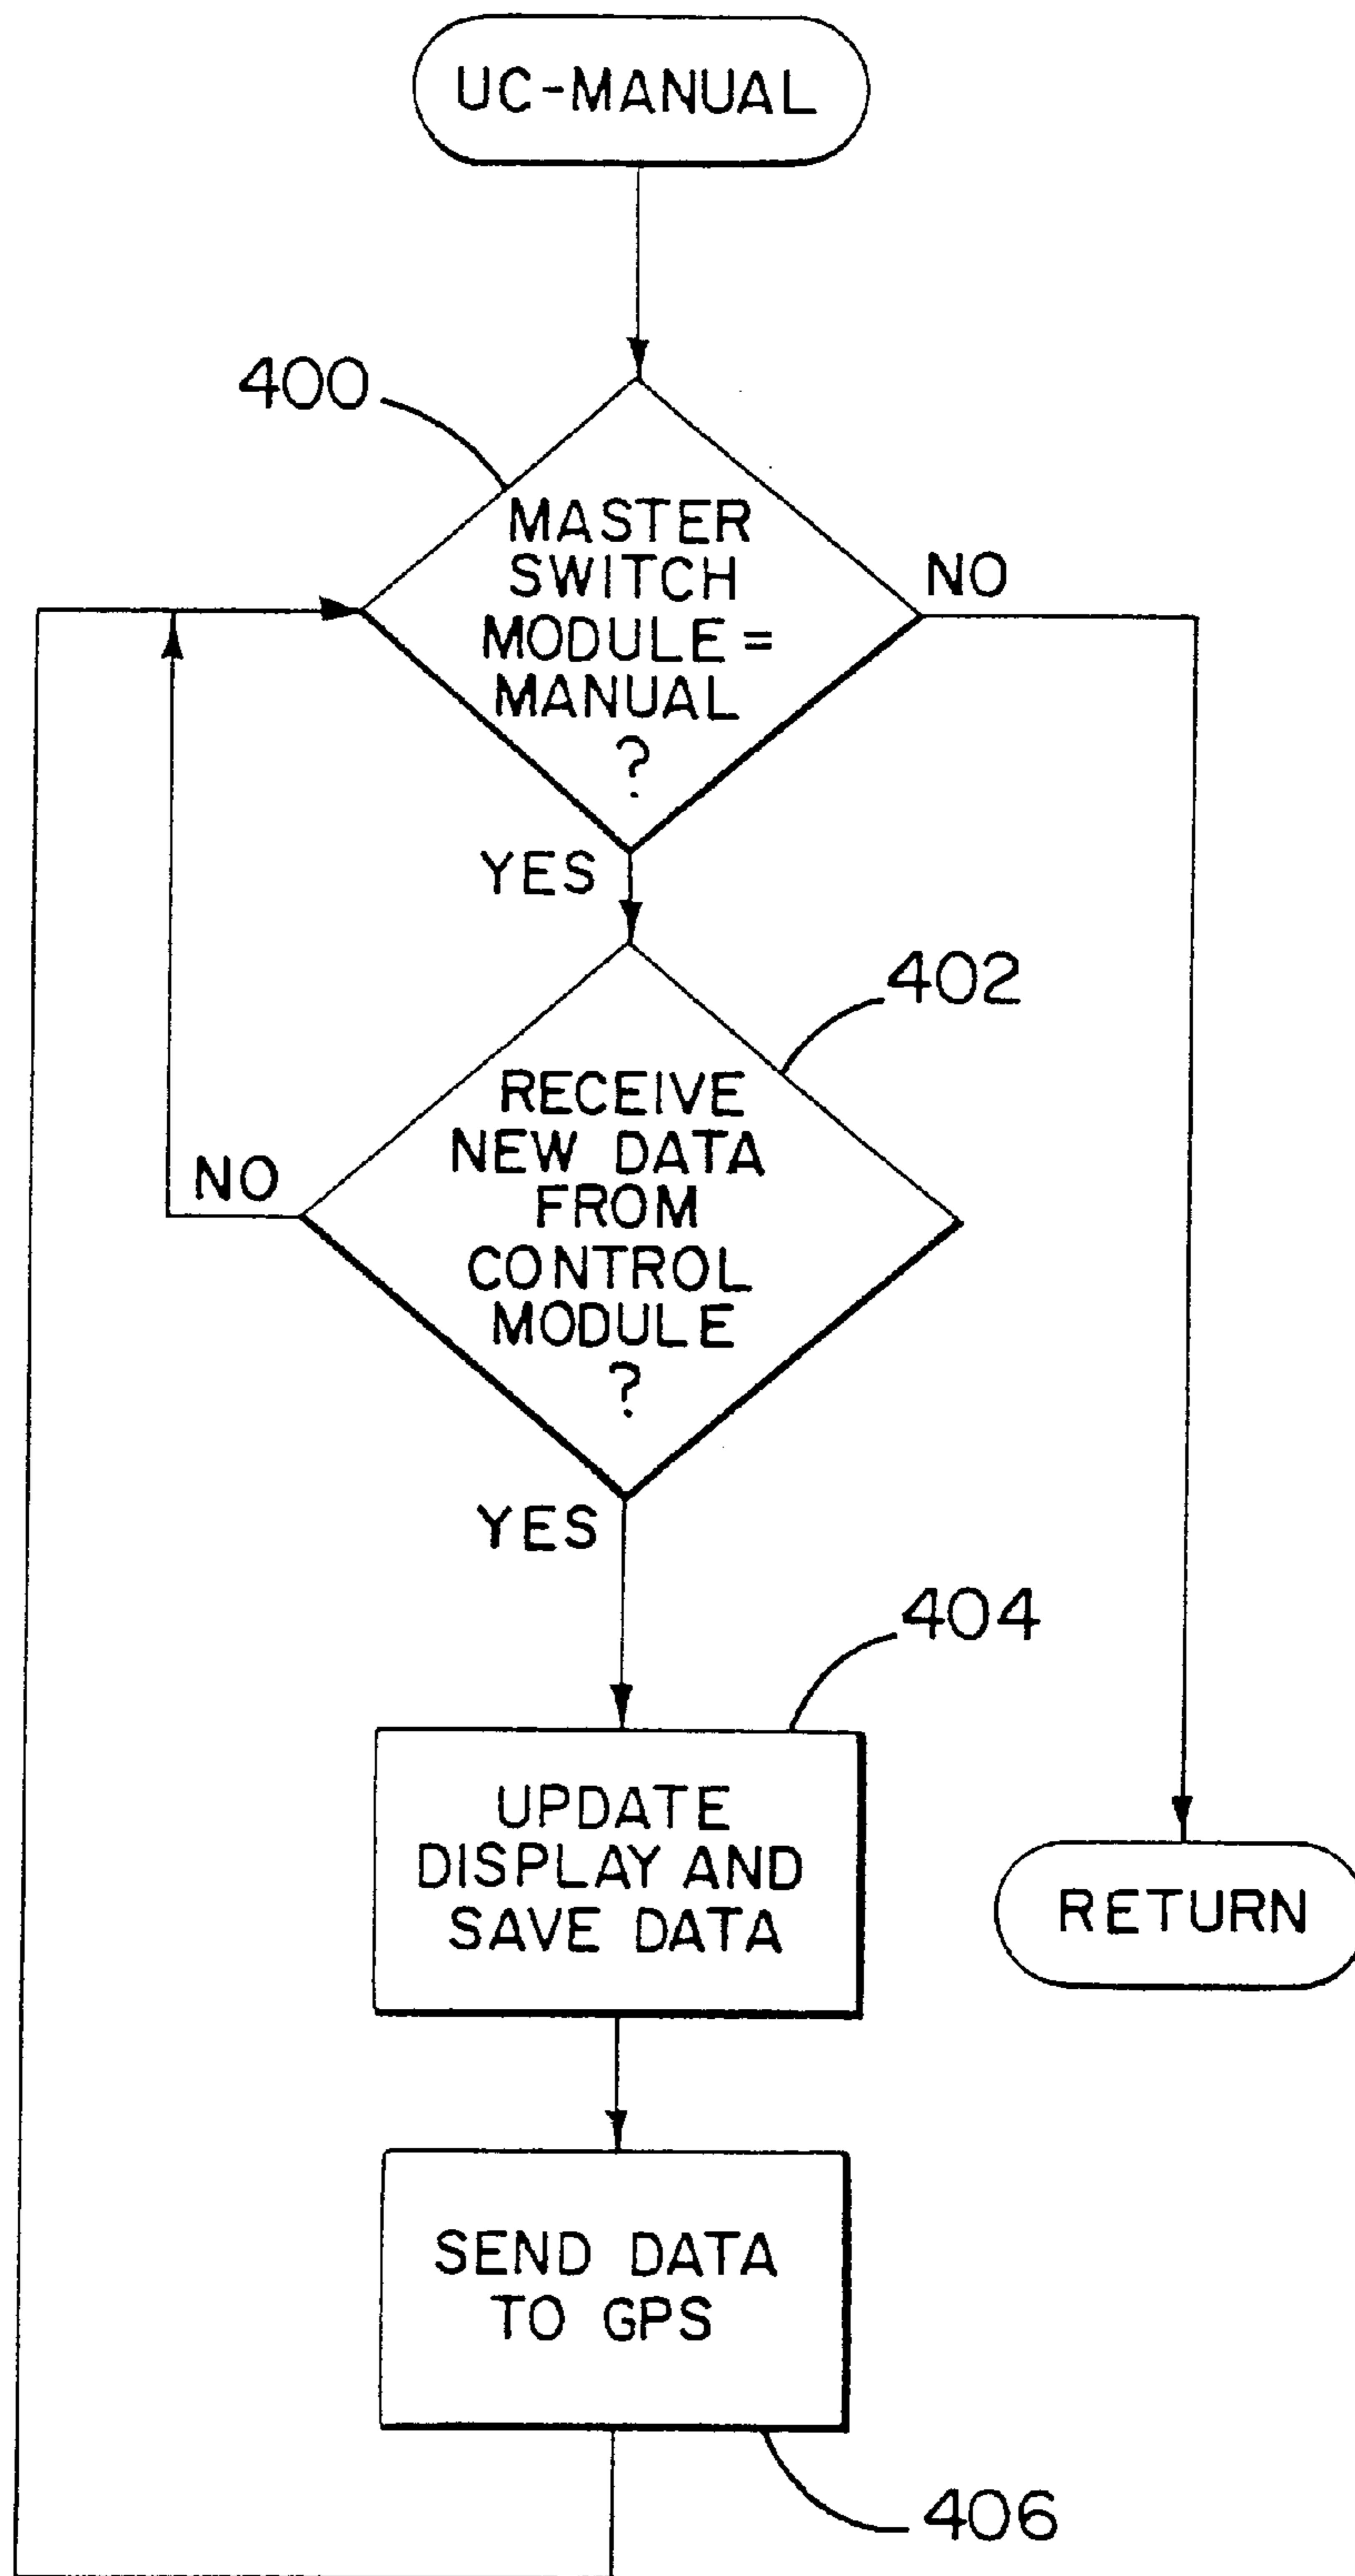 UC-MANUAL
400
MASTER
SWITCH
MODULE =
MANUAL
?
NO
YES
402
RECEIVE
NEW DATA
FROM
CONTROL
MODULE
?
NO
YES
404
UPDATE
DISPLAY AND
SAVE DATA
RETURN
SEND DATA
TO GPS
406